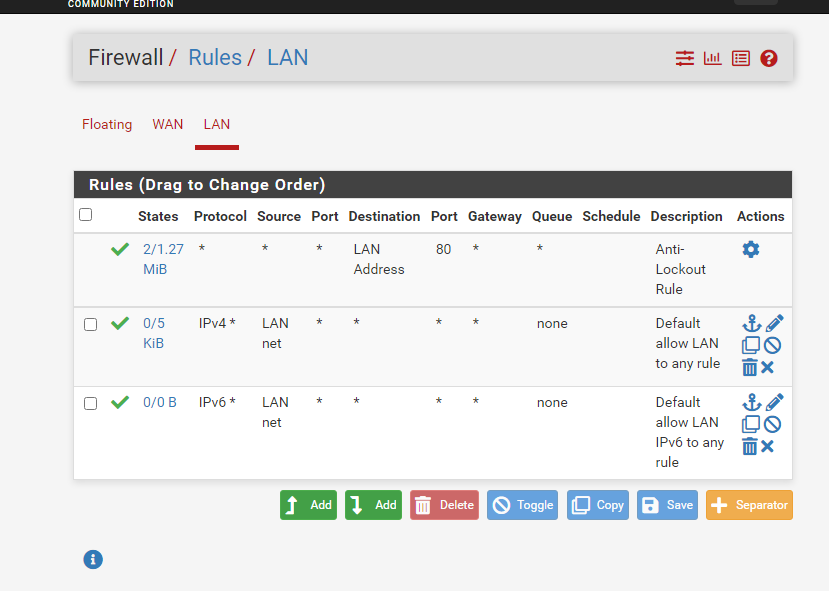 COMMUNITY EDITION
Firewall / Rules / LAN
Floating WAN LAN
Rules (Drag to Change Order)
States Protocol Source Port Destination Port Gateway Queue Schedule Description Actions
2/1.27 * * * LAN 80 * * Anti-
MiB Address Lockout
Rule
0/5 IPv4 * LAN * * * * none Default
KiB net allow LAN
to any rule
0/0 B IPv6 * LAN * * * * none Default
net allow LAN
IPv6 to any
rule
Add Add Delete Toggle Copy Save Separator